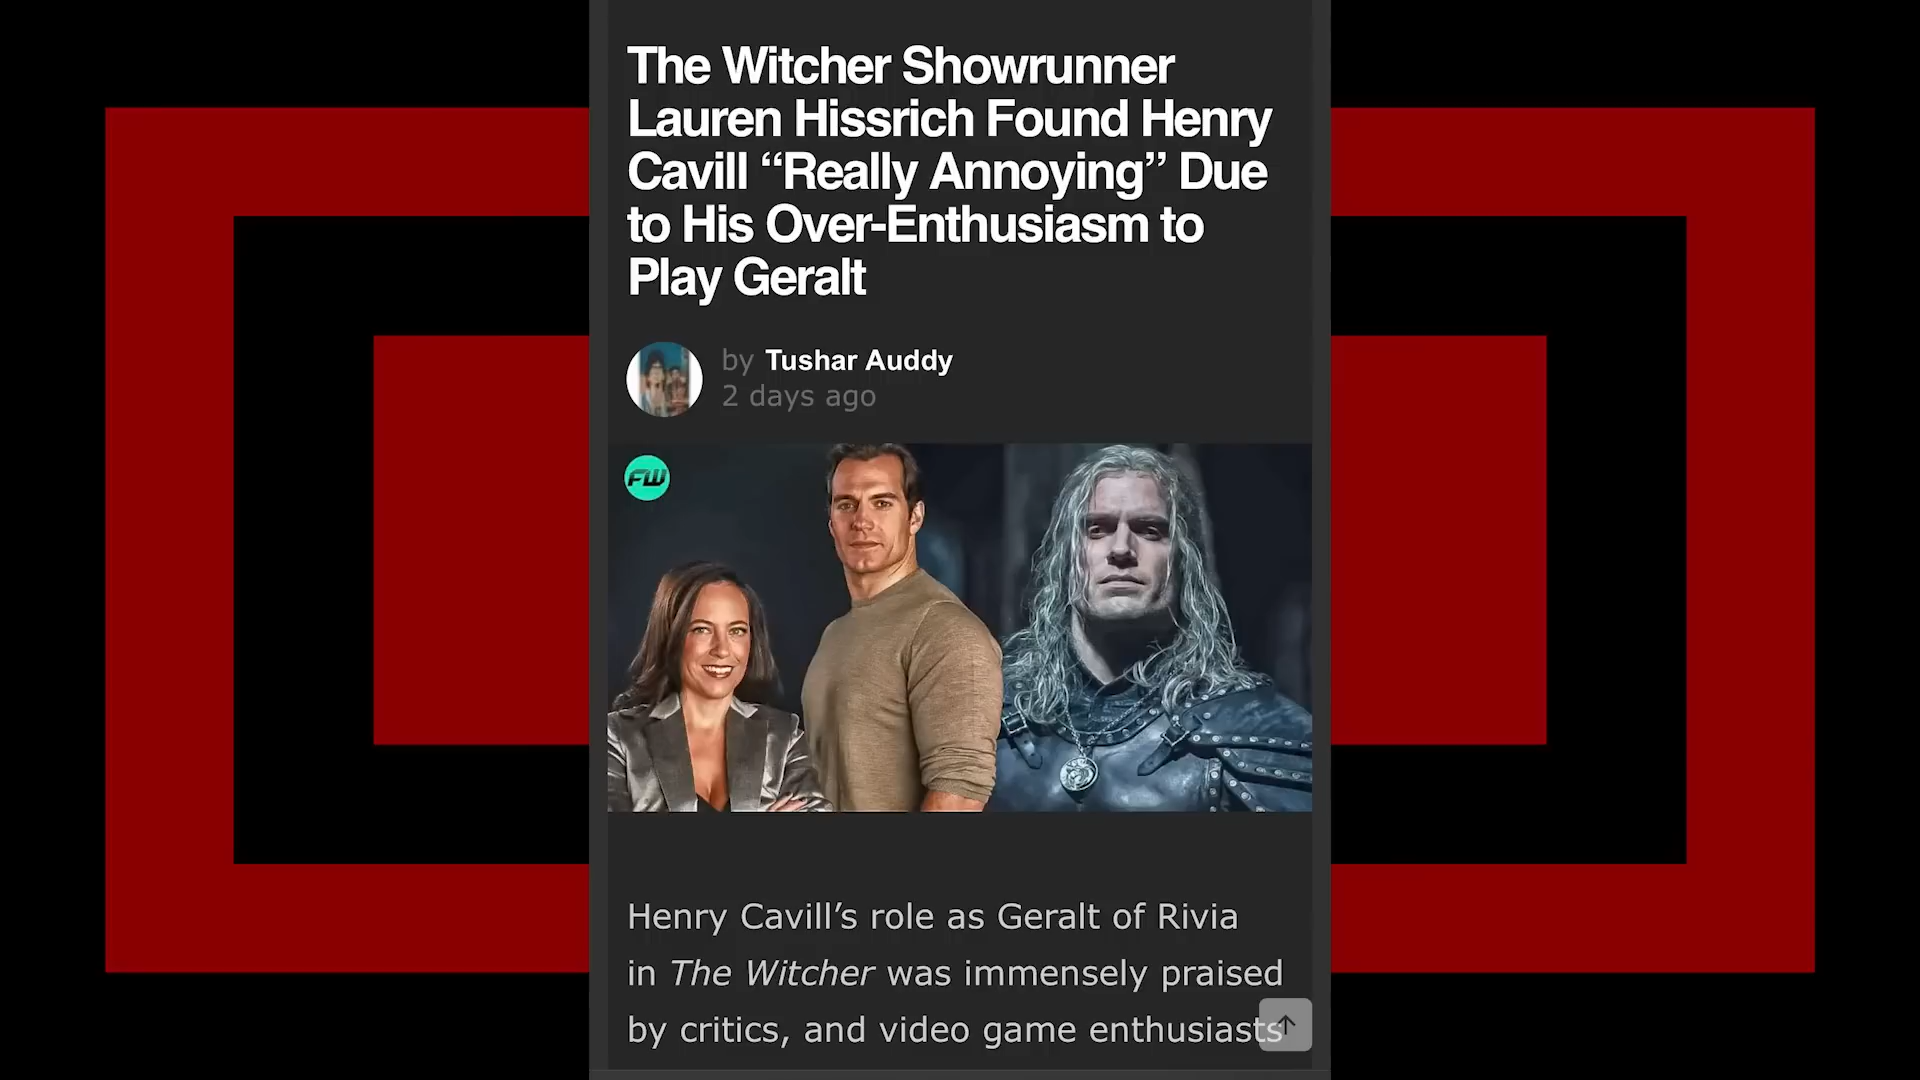 The Witcher Showrunner
Lauren Hissrich Found Henry
Cavill “Really Annoying” Due
to His Over-Enthusiasm to
Play Geralt
by Tushar Auddy
2 days ago
FW
Henry Cavill’s role as Geralt of Rivia
in The Witcher was immensely praised
by critics, and video game enthusiasts